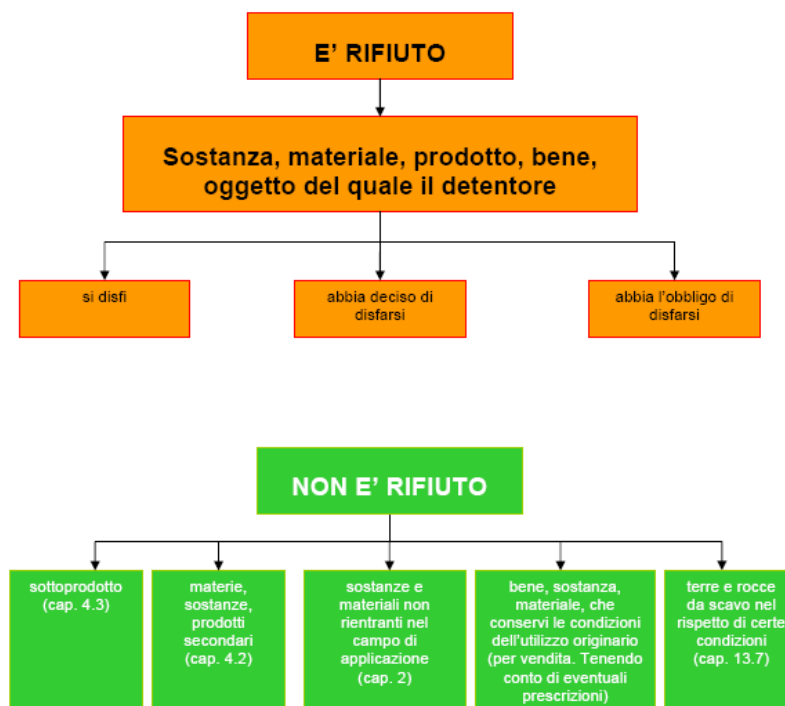 E' RIFIUTO
Sostanza, materiale, prodotto, bene,
oggetto del quale il detentore
si disfi
abbia deciso di
disfarsi
abbia l'obbligo di
disfarsi
NON E' RIFIUTO
sottoprodotto
(cap. 4.3)
materie,
sostanze,
prodotti
secondari
(cap. 4.2)
sostanze e
materiali non
rientranti nel
campo di
applicazione
(cap. 2)
bene, sostanza,
materiale, che
conservi le condizioni
dell'utilizzo originario
(per vendita. Tenendo
conto di eventuali
prescrizioni)
terre e rocce
da scavo nel
rispetto di certe
condizioni
(cap. 13.7)